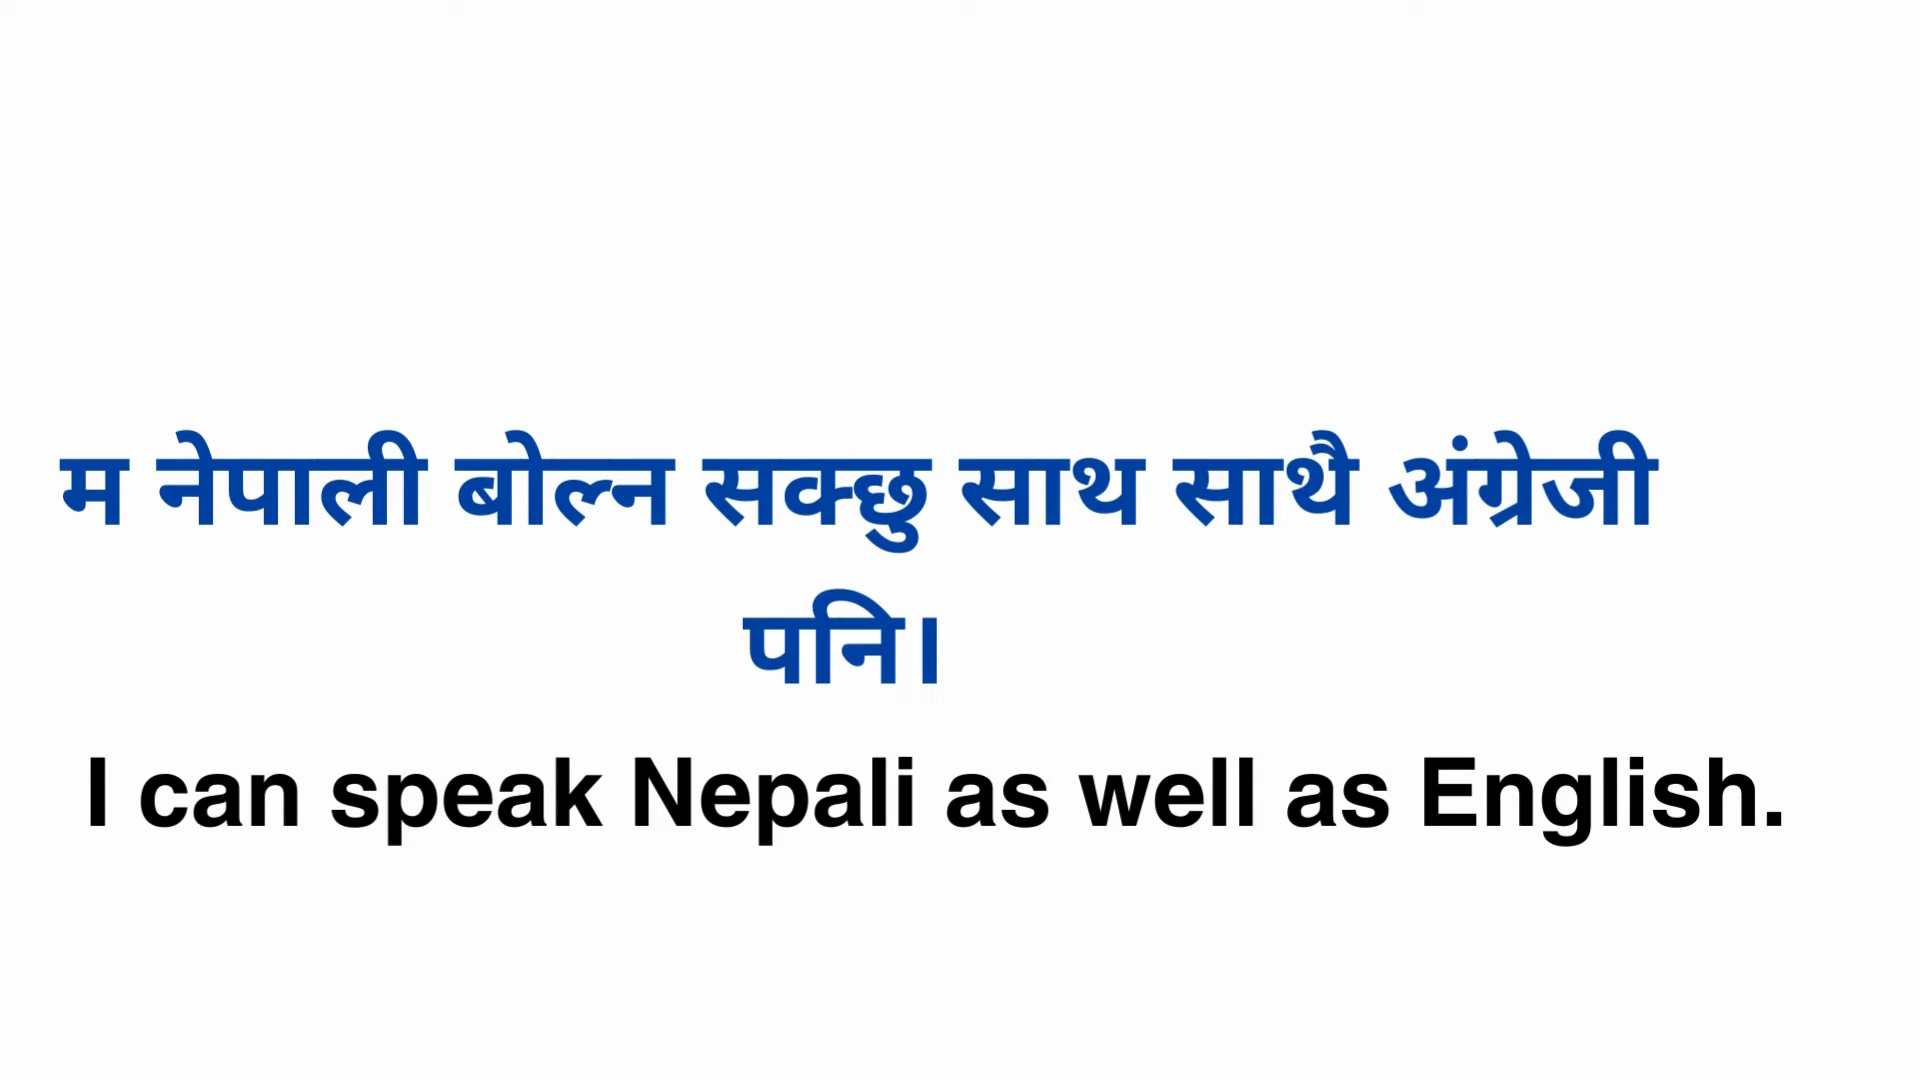 म नेपाली बोल्न सक्छु साथ साथै अंग्रेजी
पनि।
I can speak Nepali as well as English.